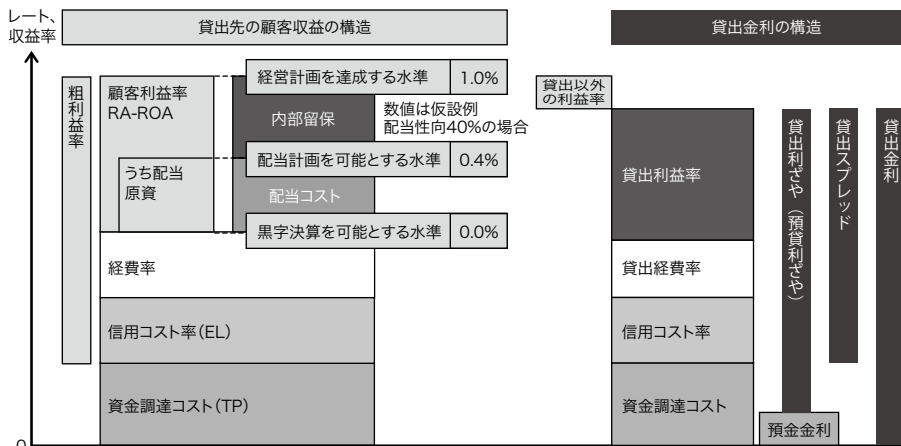 レート、
収益率
貸出先の顧客収益の構造
貸出金利の構造
粗利益率
顧客利益率
RA-ROA
うち配当
原資
経営計画を達成する水準 1.0%
内部留保
数値は仮設例
配当性向40%の場合
配当計画を可能とする水準 0.4%
配当コスト
黒字決算を可能とする水準 0.0%
経費率
信用コスト率(EL)
資金調達コスト(TP)
0
貸出以外
の利益率
貸出利益率
貸出経費率
信用コスト率
資金調達コスト
貸出利ざや(預貸利ざや)
預金金利
貸出スプレッド
貸出金利